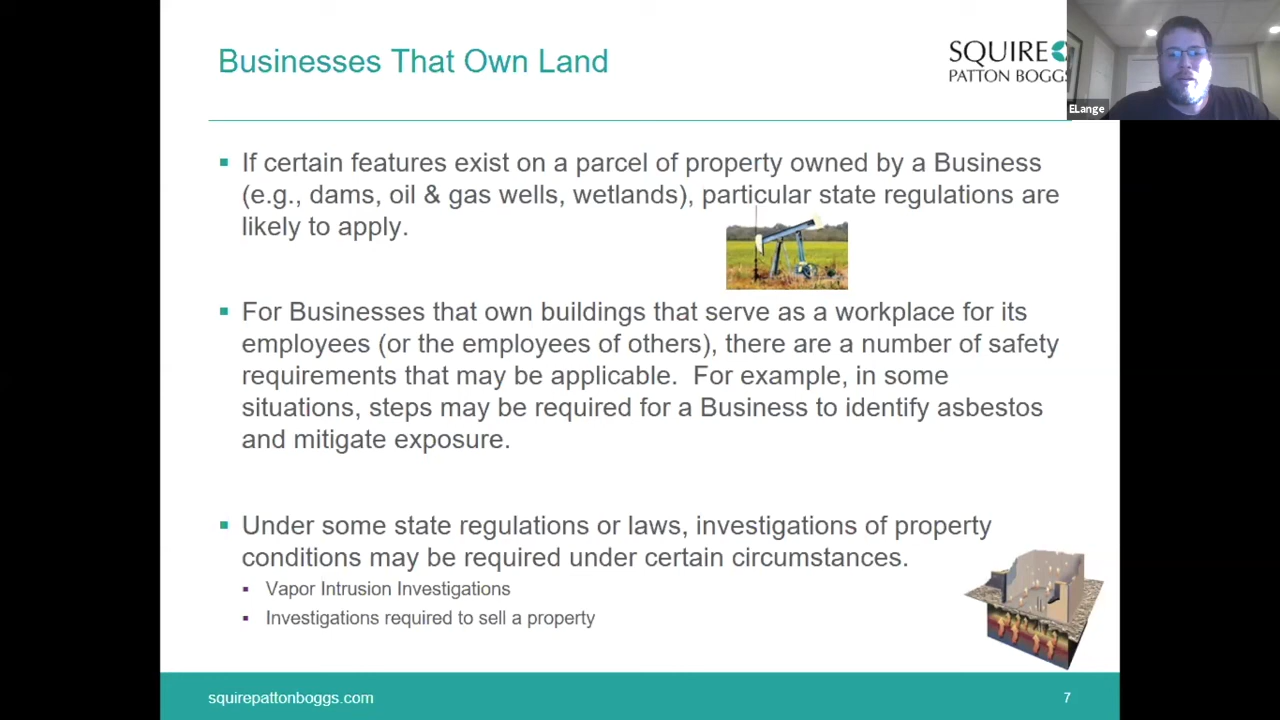 Businesses That Own Land
SQUIRE
PATTON BOGGS
ELange
▪ If certain features exist on a parcel of property owned by a Business
(e.g., dams, oil & gas wells, wetlands), particular state regulations are
likely to apply.
▪ For Businesses that own buildings that serve as a workplace for its
employees (or the employees of others), there are a number of safety
requirements that may be applicable.  For example, in some
situations, steps may be required for a Business to identify asbestos
and mitigate exposure.
▪ Under some state regulations or laws, investigations of property
conditions may be required under certain circumstances.
▪ Vapor Intrusion Investigations
▪ Investigations required to sell a property
squirepattonboggs.com
7